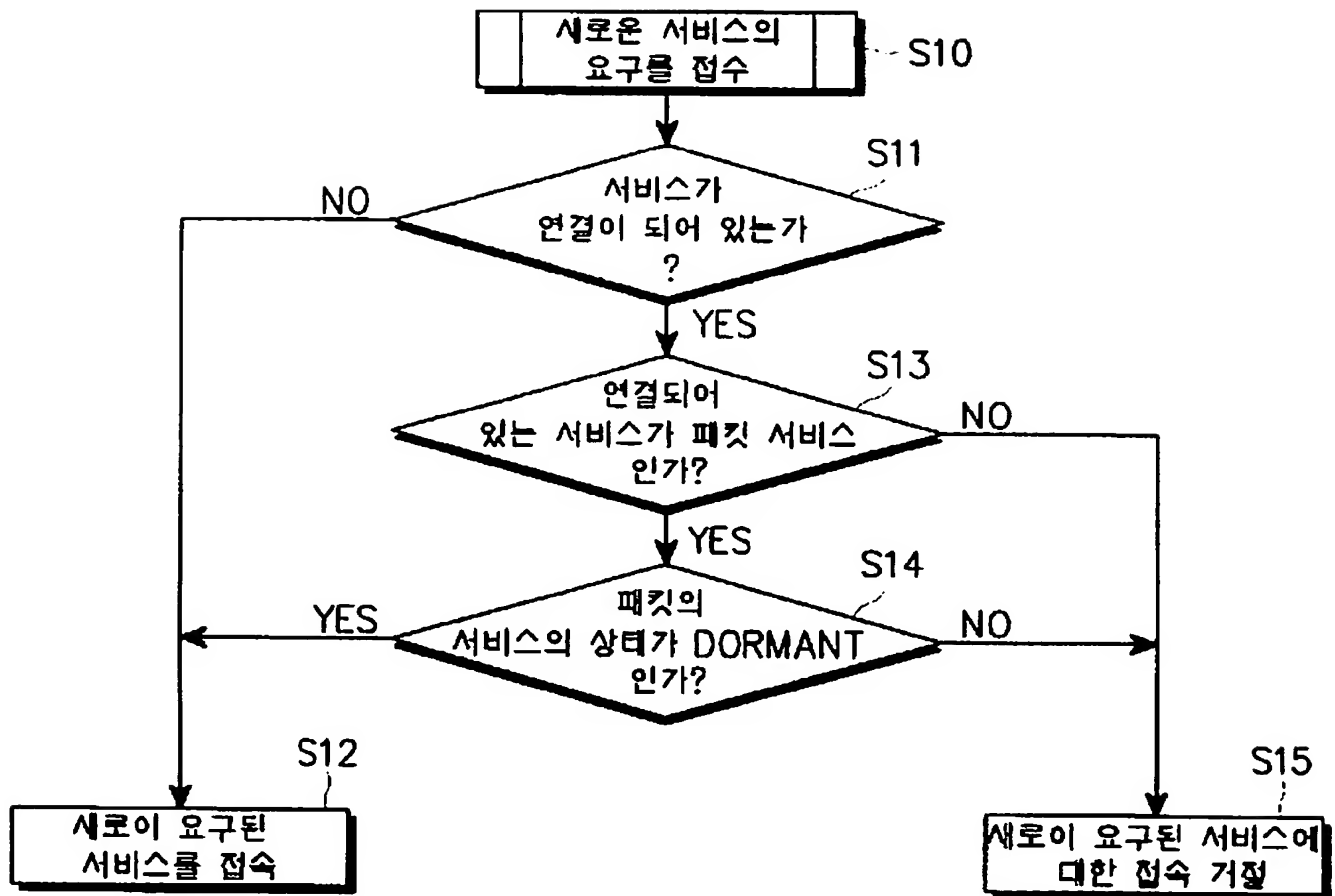 새로운 서비스의
요구를 접수
S10
S11
서비스가
연결이 되어 있는가
?
NO
YES
S13
연결되어
있는 서비스가 패킷 서비스
인가?
NO
YES
S14
패킷의
서비스의 상태가 DORMANT
인가?
YES
NO
S12
새로이 요구된
서비스를 접속
S15
새로이 요구된 서비스에
대한 접속 거절